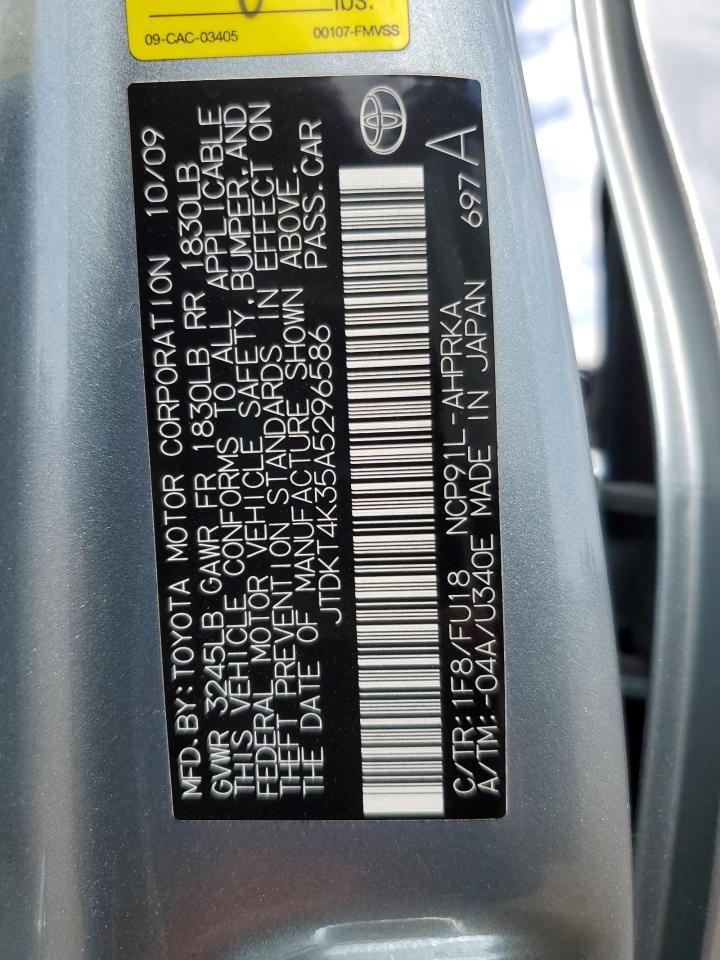 0 lbs.
09-CAC-03405 00107-FMVSS
MFD. BY: TOYOTA MOTOR CORPORATION 10/09
GVWR 3245LB GAWR FR 1830LB RR 1830LB
THIS VEHICLE CONFORMS TO ALL APPLICABLE
FEDERAL MOTOR VEHICLE SAFETY, BUMPER, AND
THEFT PREVENTION STANDARDS IN EFFECT ON
THE DATE OF MANUFACTURE SHOWN ABOVE.
JTDKT4K35A5296586 PASS. CAR
C/TR: 1F8/FU18 NCP91L-AHPRKA 697 A
A/TM: -04A/U340E MADE IN JAPAN